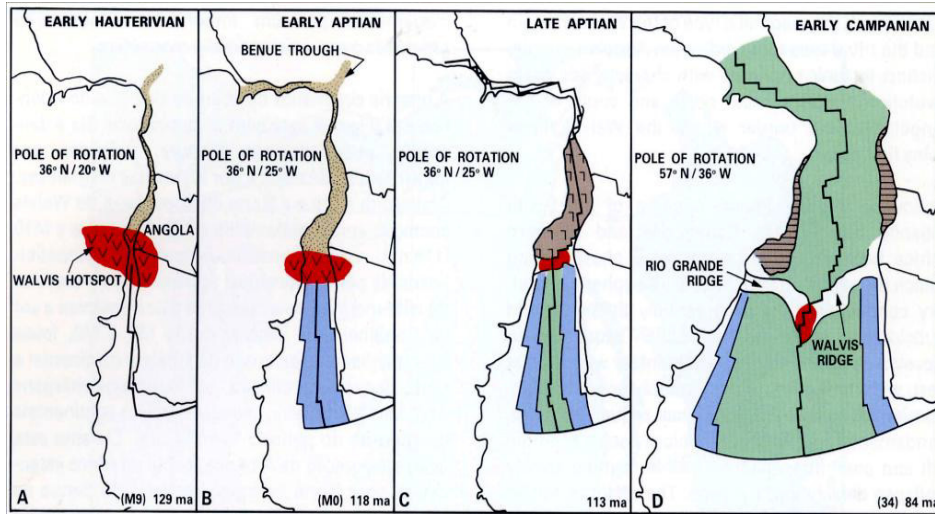 EARLY HAUTERIVIAN
POLE OF ROTATION
36° N / 20° W
ANGOLA
WALVIS HOTSPOT
A
(M9) 129 ma
EARLY APTIAN
BENUE TROUGH
POLE OF ROTATION
36° N / 25° W
B
(M0) 118 ma
LATE APTIAN
POLE OF ROTATION
36° N / 25° W
C
113 ma
EARLY CAMPANIAN
POLE OF ROTATION
57° N / 36° W
RIO GRANDE
RIDGE
WALVIS
RIDGE
D
(34) 84 ma